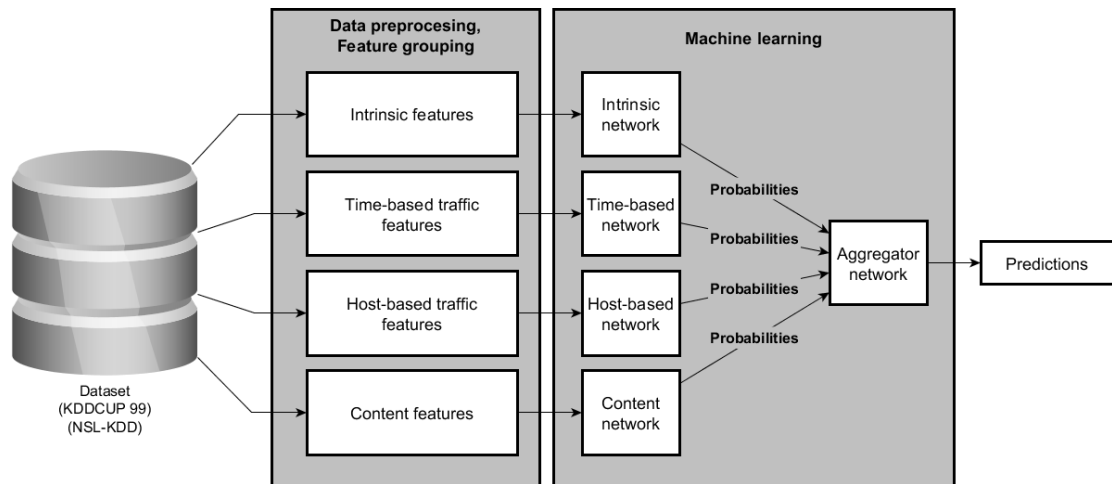 Data preprocesing,
Feature grouping
Machine learning
Intrinsic features
Intrinsic
network
Probabilities
Time-based traffic
features
Time-based
network
Probabilities
Aggregator
network
Predictions
Host-based traffic
features
Host-based
network
Probabilities
Probabilities
Content features
Content
network
Dataset
(KDDCUP 99)
(NSL-KDD)